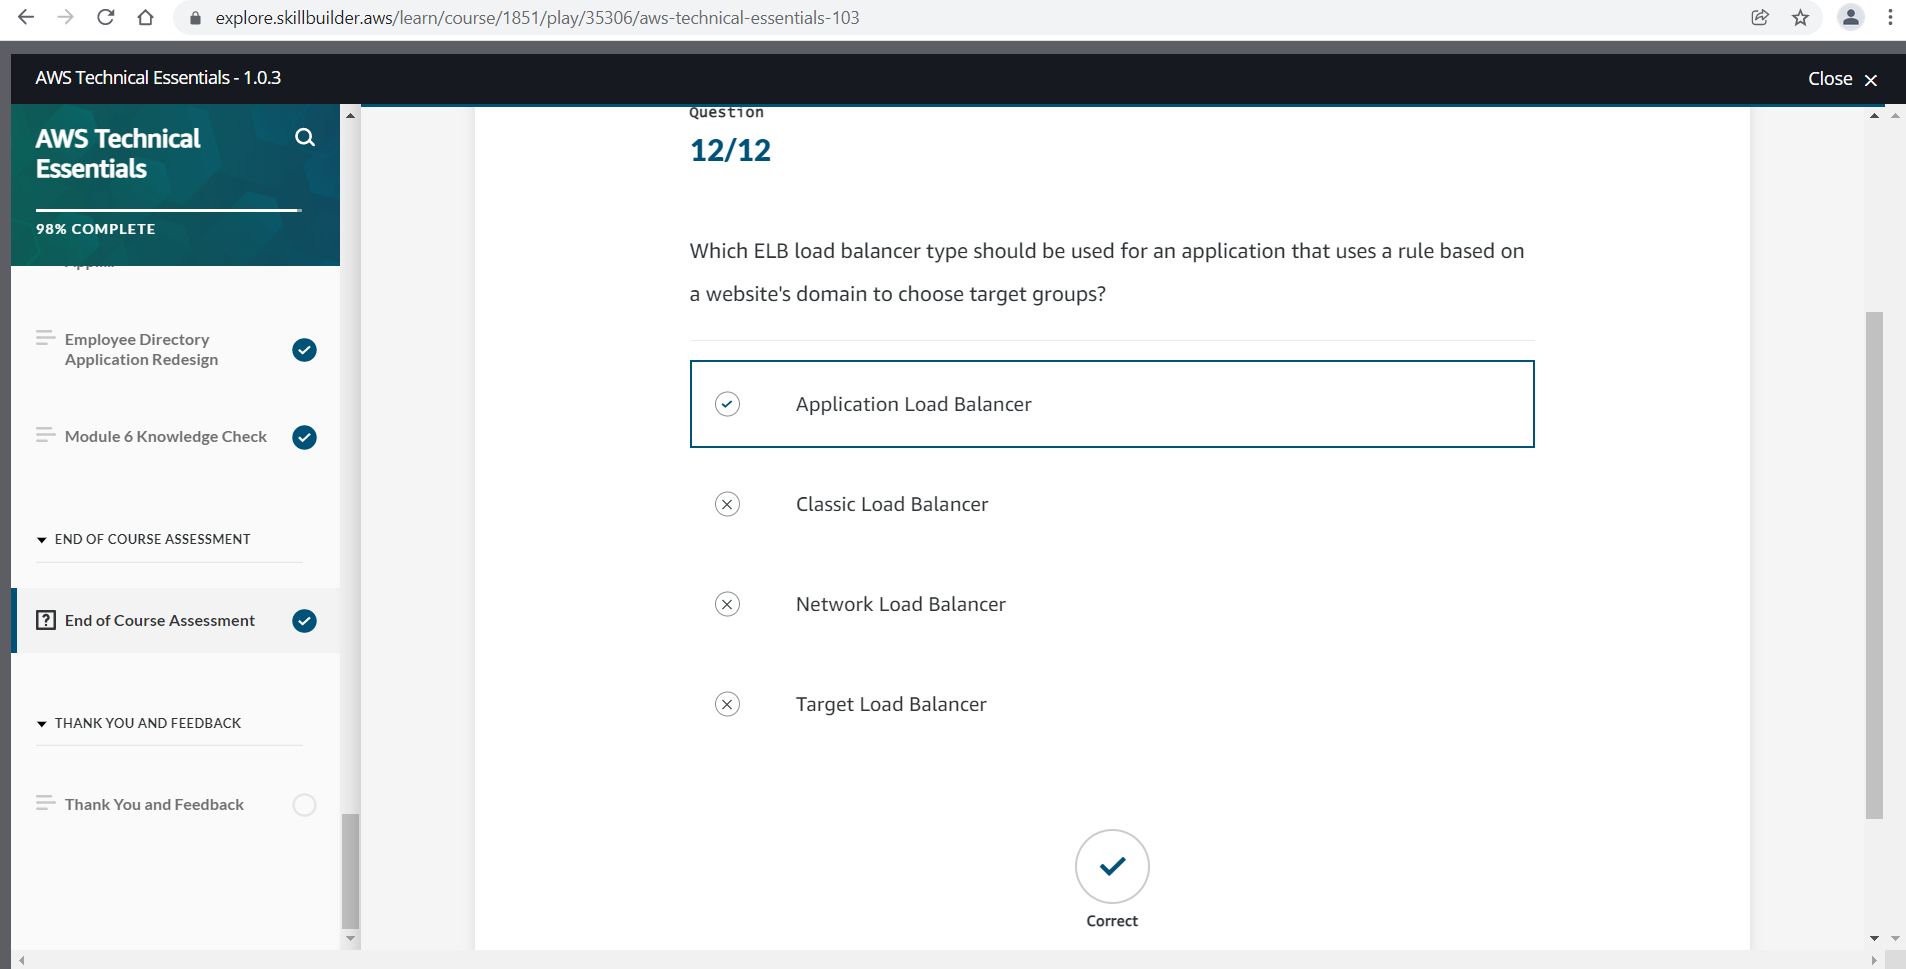 explore.skillbuilder.aws/learn/course/1851/play/35306/aws-technical-essentials-103
AWS Technical Essentials - 1.0.3
Close
AWS Technical
Essentials
98% COMPLETE
Employee Directory
Application Redesign
Module 6 Knowledge Check
END OF COURSE ASSESSMENT
End of Course Assessment
THANK YOU AND FEEDBACK
Thank You and Feedback
Question
12/12
Which ELB load balancer type should be used for an application that uses a rule based on
a website's domain to choose target groups?
Application Load Balancer
Classic Load Balancer
Network Load Balancer
Target Load Balancer
Correct